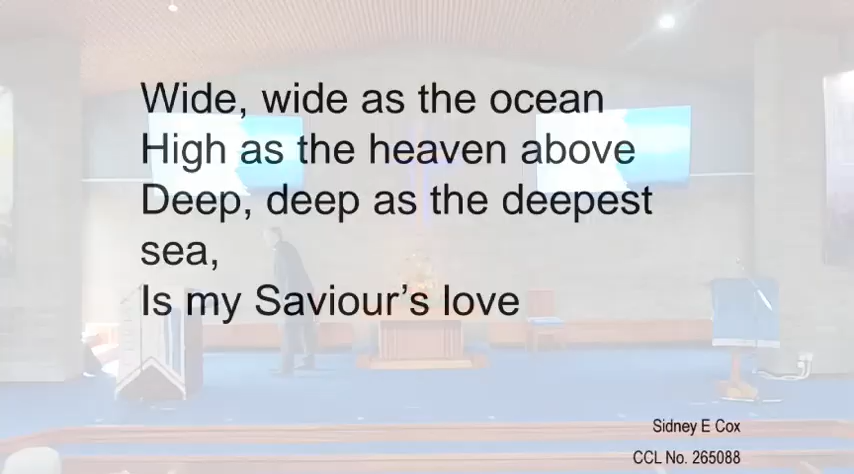 Wide, wide as the ocean
High as the heaven above
Deep, deep as the deepest
sea,
Is my Saviour’s love
Sidney E Cox
CCL No. 265088